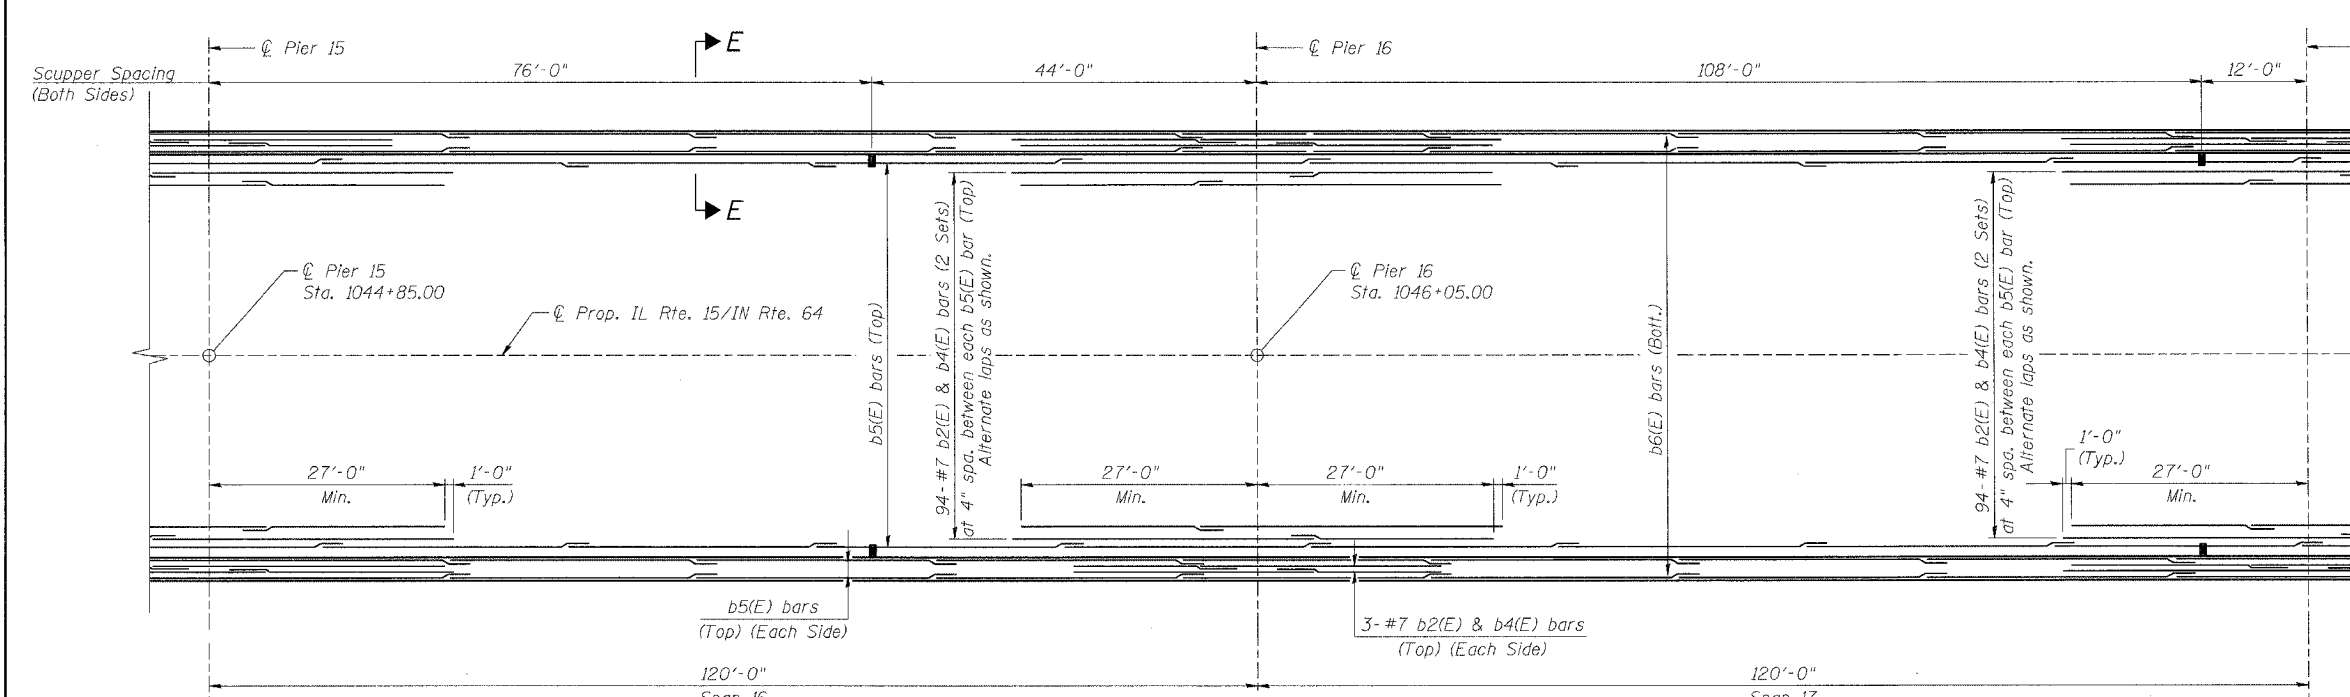 ℄ Pier 15
E
℄ Pier 16
Scupper Spacing
(Both Sides)
76'-0"
44'-0"
108'-0"
12'-0"
E
℄ Pier 15
Sta. 1044+85.00
℄ Prop. IL Rte. 15/IN Rte. 64
℄ Pier 16
Sta. 1046+05.00
b5(E) bars (Top)
94-#7 b2(E) & b4(E) bars (2 Sets)
at 4" spa. between each b5(E) bar (Top)
Alternate laps as shown.
b6(E) bars (Bott.)
94-#7 b2(E) & b4(E) bars (2 Sets)
at 4" spa. between each b5(E) bar (Top)
Alternate laps as shown.
27'-0"
Min.
1'-0"
(Typ.)
27'-0"
Min.
27'-0"
Min.
1'-0"
(Typ.)
1'-0"
(Typ.)
27'-0"
Min.
b5(E) bars
(Top) (Each Side)
3-#7 b2(E) & b4(E) bars
(Top) (Each Side)
120'-0"
Span 16
120'-0"
Span 17